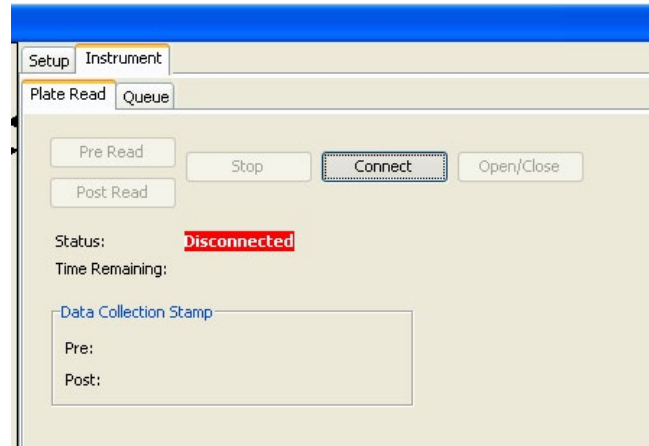 Setup Instrument
Plate Read Queue
Pre Read
Stop Connect Open/Close
Post Read
Status: Disconnected
Time Remaining:
Data Collection Stamp
Pre:
Post: